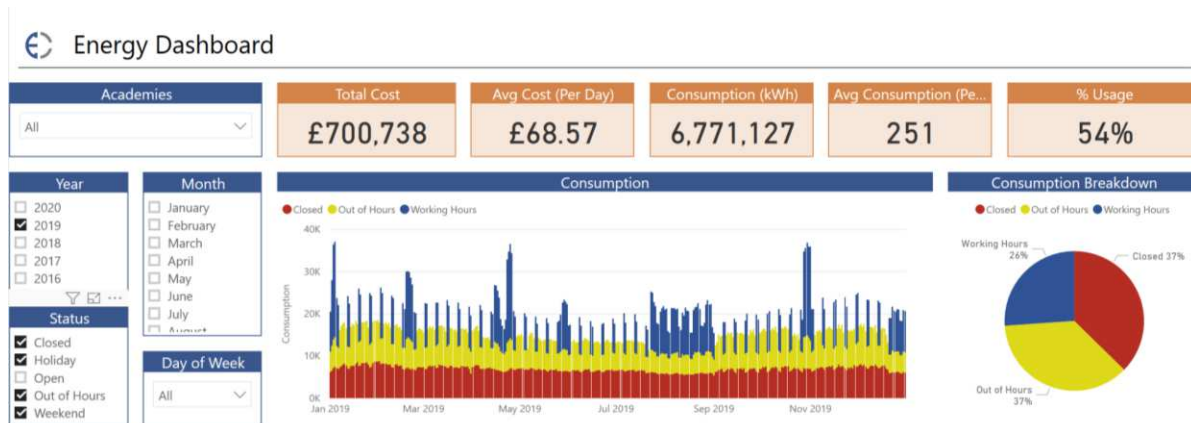 Energy Dashboard
Academies
All
Total Cost
£700,738
Avg Cost (Per Day)
£68.57
Consumption (kWh)
6,771,127
Avg Consumption (Pe...
251
% Usage
54%
Year
2020
2019
2018
2017
2016
Month
January
February
March
April
May
June
July
August
Status
Closed
Holiday
Open
Out of Hours
Weekend
Day of Week
All
Consumption
Closed Out of Hours Working Hours
Consumption
40K
30K
20K
10K
0K
Jan 2019 Mar 2019 May 2019 Jul 2019 Sep 2019 Nov 2019
Consumption Breakdown
Closed Out of Hours Working Hours
Working Hours
26%
Closed 37%
Out of Hours
37%